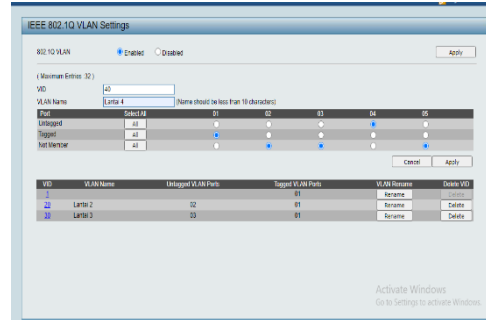 IEEE 802.1Q VLAN Settings
802.1Q VLAN Enabled Disabled Apply
( Maximum Entries :32 )
VID 40
VLAN Name Lantai 4 (Name should be less than 10 characters)
Port Select All 01 02 03 04 05
Untagged All
Tagged All
Not Member All
Cancel Apply
VID VLAN Name Untagged VLAN Ports Tagged VLAN Ports VLAN Rename Delete VID
1 01 Rename Delete
20 Lantai 2 02 01 Rename Delete
30 Lantai 3 03 01 Rename Delete
Activate Windows
Go to Settings to activate Windows.